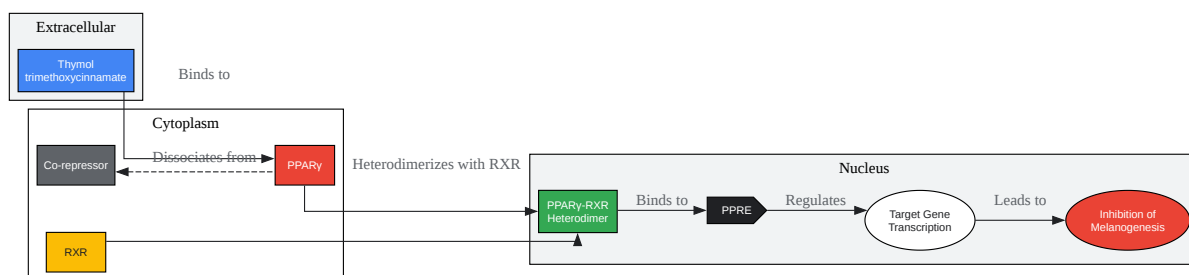 Extracellular
Thymol
trimethoxycinnamate
Binds to
Cytoplasm
Co-repressor
Dissociates from
PPARγ
Heterodimerizes with RXR
RXR
Nucleus
PPARγ-RXR
Heterodimer
Binds to
PPRE
Regulates
Target Gene
Transcription
Leads to
Inhibition of
Melanogenesis